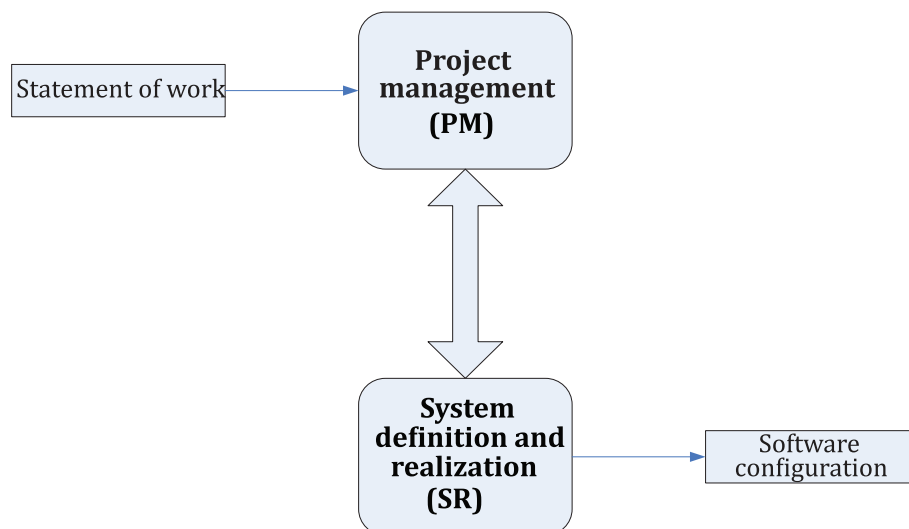 Project
management
(PM)
Statement of work
System
definition and
realization
(SR)
Software
configuration